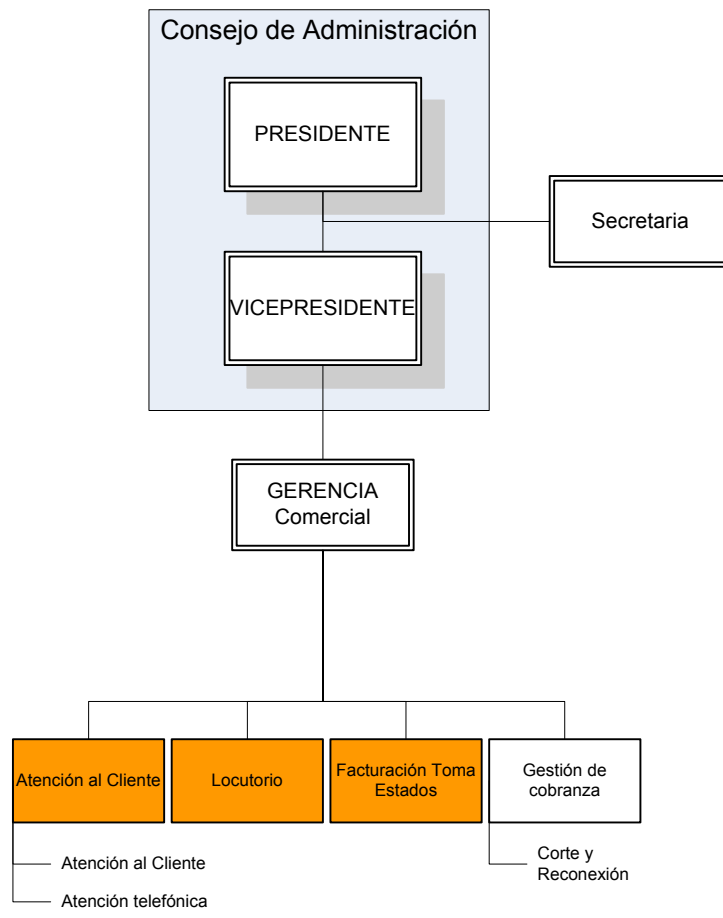 Consejo de Administración
PRESIDENTE
Secretaria
VICEPRESIDENTE
GERENCIA
Comercial
Atención al Cliente
Locutorio
Facturación Toma
Estados
Gestión de
cobranza
Atención al Cliente
Atención telefónica
Corte y
Reconexión